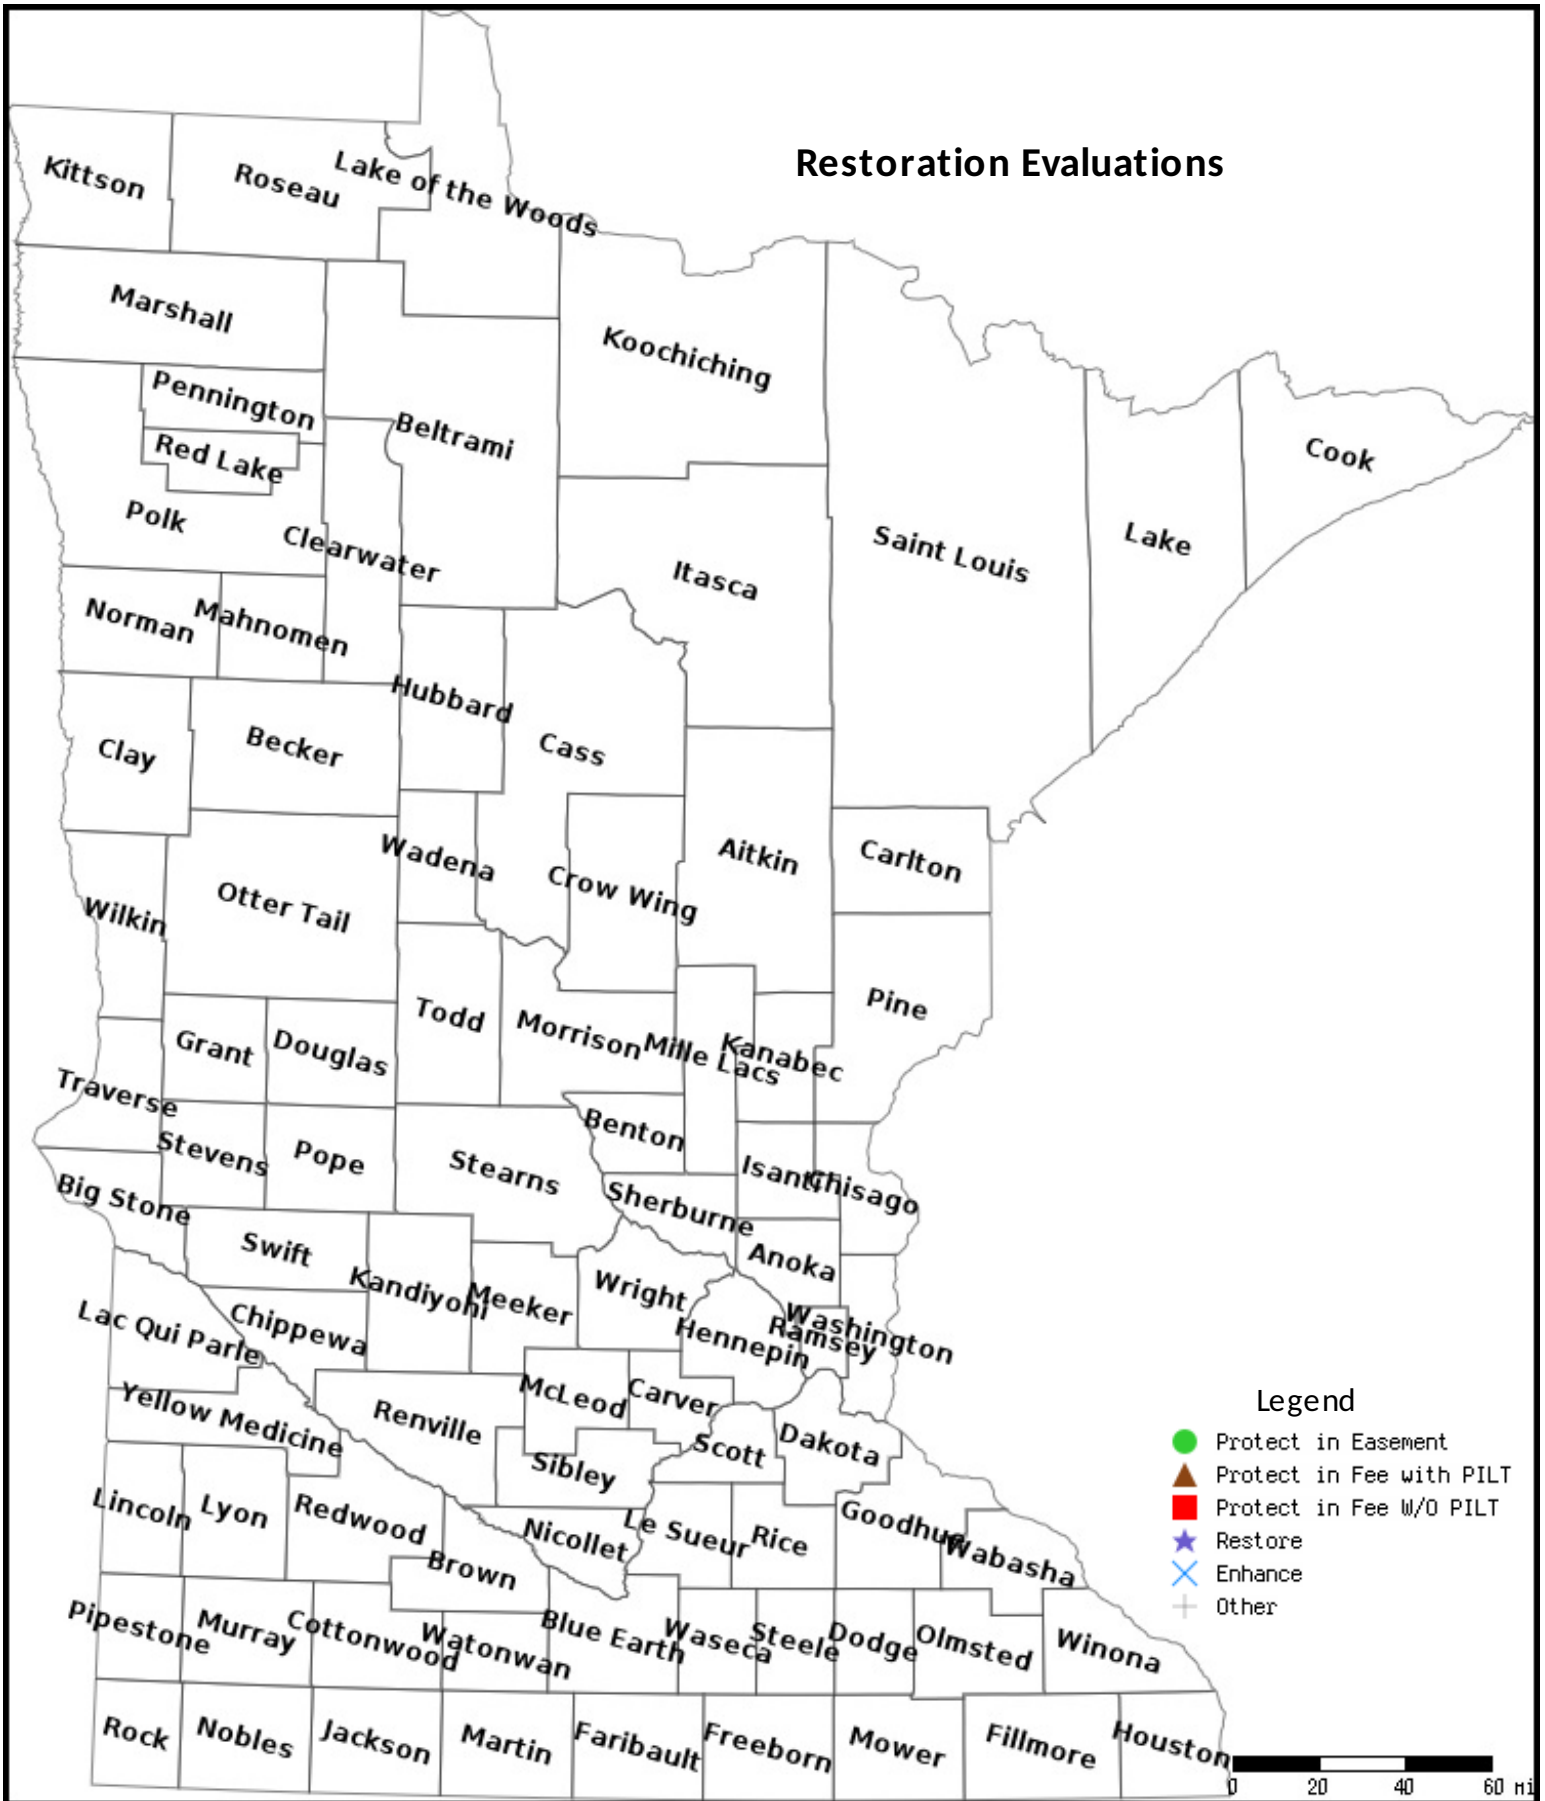 Restoration Evaluations
Kittson
Roseau
Lake of the Woods
Marshall
Koochiching
Pennington
Beltrami
Red Lake
Cook
Polk
Clearwater
Saint Louis
Lake
Itasca
Norman
Mahnomen
Hubbard
Clay
Becker
Cass
Wadena
Aitkin
Carlton
Wilkin
Otter Tail
Crow Wing
Pine
Grant
Douglas
Todd
Morrison
Mille Lacs
Kanabec
Traverse
Stevens
Pope
Benton
Stearns
Isanti
Chisago
Big Stone
Sherburne
Swift
Anoka
Kandiyohi
Meeker
Wright
Lac Qui Parle
Chippewa
Hennepin
Ramsey
Washington
Yellow Medicine
Renville
McLeod
Carver
Scott
Dakota
Sibley
Lincoln
Lyon
Redwood
Nicollet
Le Sueur
Rice
Goodhue
Wabasha
Brown
Pipestone
Murray
Cottonwood
Watonwan
Blue Earth
Waseca
Steele
Dodge
Olmsted
Winona
Rock
Nobles
Jackson
Martin
Faribault
Freeborn
Mower
Fillmore
Houston
Legend
Protect in Easement
Protect in Fee with PILT
Protect in Fee W/O PILT
Restore
Enhance
Other
0 20 40 60 mi